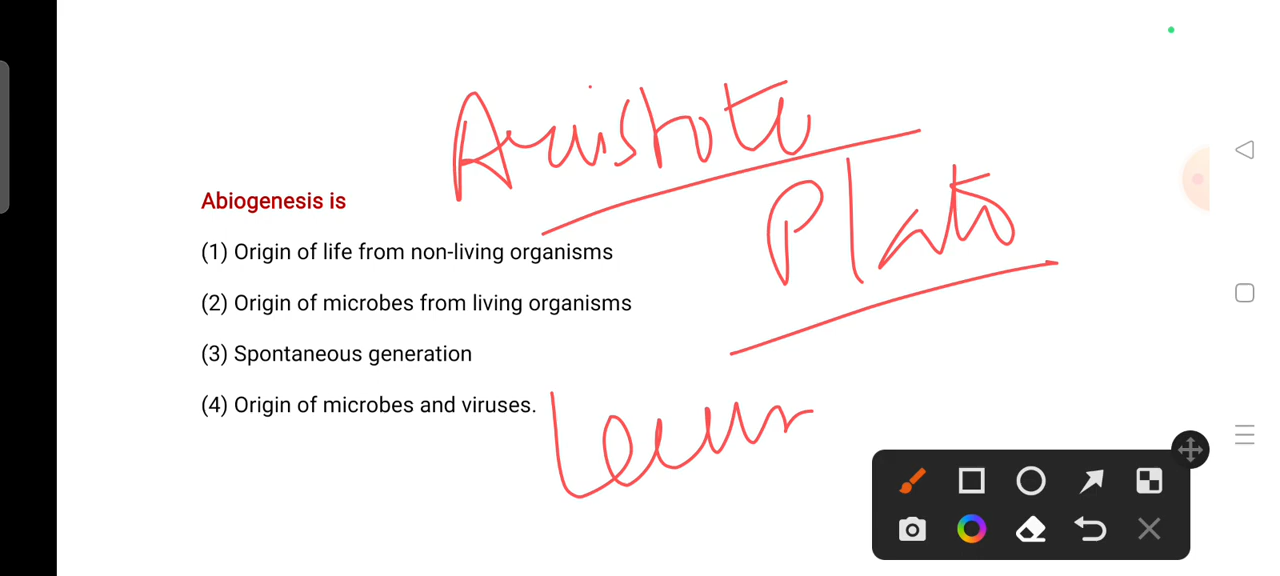 Aristote
Plato
Abiogenesis is
(1) Origin of life from non-living organisms
(2) Origin of microbes from living organisms
(3) Spontaneous generation
(4) Origin of microbes and viruses.